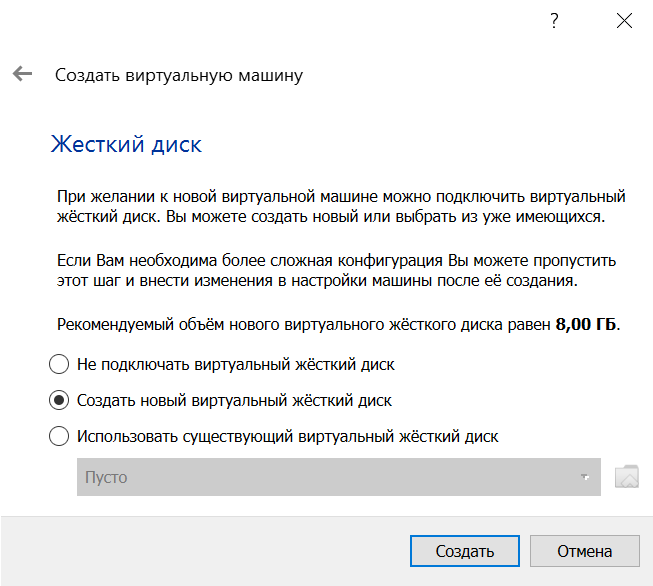 ?
Создать виртуальную машину
Жесткий диск
При желании к новой виртуальной машине можно подключить виртуальный
жёсткий диск. Вы можете создать новый или выбрать из уже имеющихся.
Если Вам необходима более сложная конфигурация Вы можете пропустить
этот шаг и внести изменения в настройки машины после её создания.
Рекомендуемый объём нового виртуального жёсткого диска равен 8,00 ГБ.
Не подключать виртуальный жёсткий диск
Создать новый виртуальный жёсткий диск
Использовать существующий виртуальный жёсткий диск
Пусто
Создать Отмена